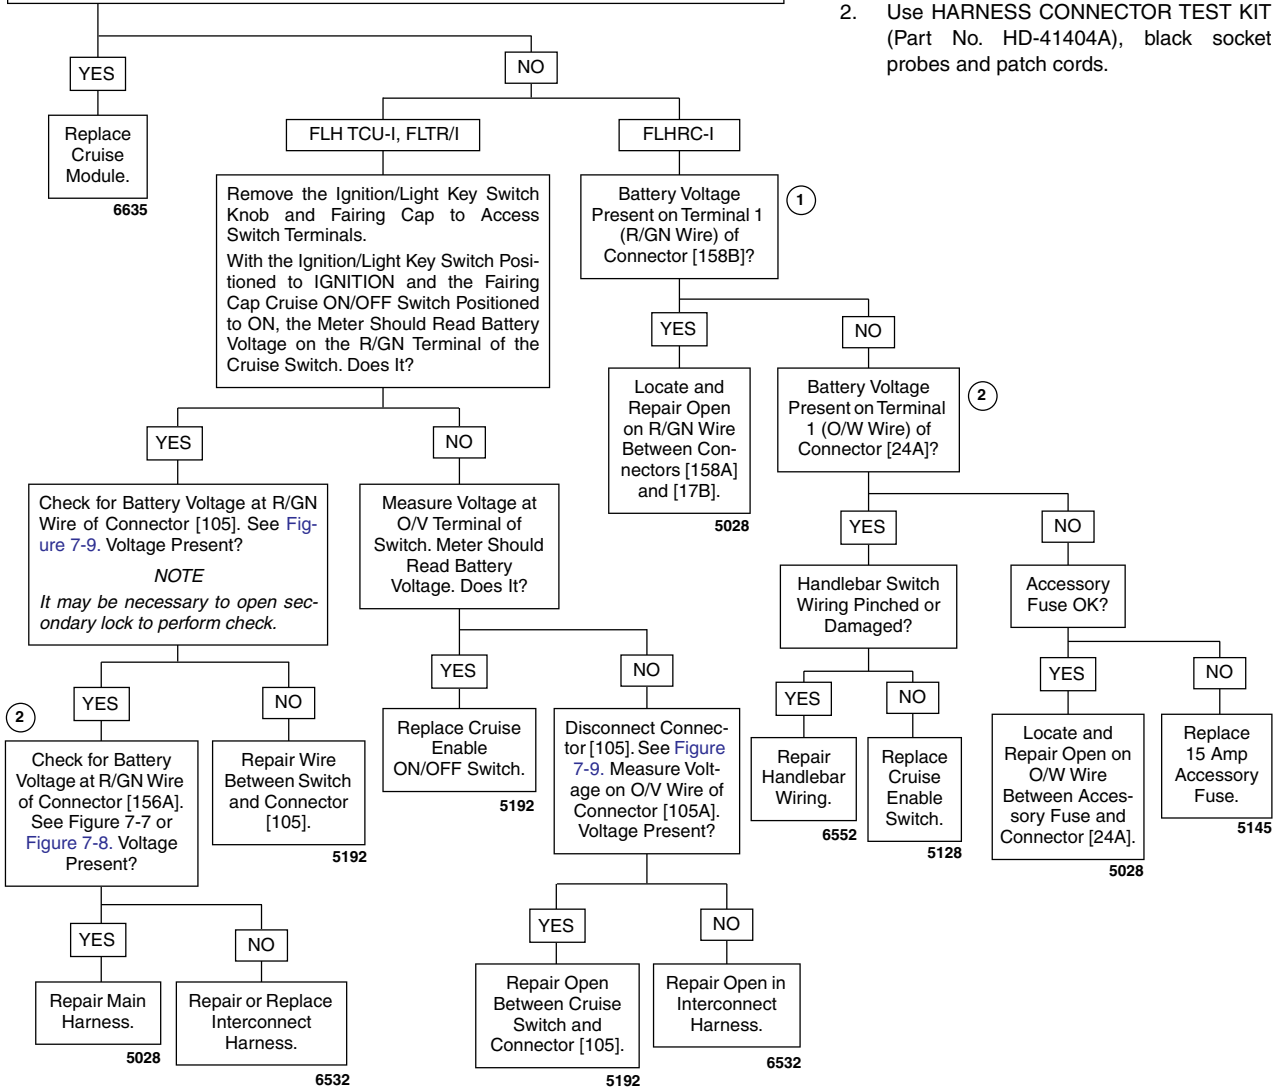 2. Use HARNESS CONNECTOR TEST KIT
(Part No. HD-41404A), black socket
probes and patch cords.
YES
NO
Replace
Cruise
Module.
6635
FLH TCU-I, FLTR/I
FLHRC-I
Remove the Ignition/Light Key Switch
Knob and Fairing Cap to Access
Switch Terminals.
With the Ignition/Light Key Switch Posi-
tioned to IGNITION and the Fairing
Cap Cruise ON/OFF Switch Positioned
to ON, the Meter Should Read Battery
Voltage on the R/GN Terminal of the
Cruise Switch. Does It?
Battery Voltage
Present on Terminal 1
(R/GN Wire) of
Connector [158B]?
1
YES
NO
Locate and
Repair Open
on R/GN Wire
Between Con-
nectors [158A]
and [17B].
5028
Battery Voltage
Present on Terminal
1 (O/W Wire) of
Connector [24A]?
2
YES
NO
Check for Battery Voltage at R/GN
Wire of Connector [105]. See Fig-
ure 7-9. Voltage Present?
NOTE
It may be necessary to open sec-
ondary lock to perform check.
Measure Voltage at
O/V Terminal of
Switch. Meter Should
Read Battery
Voltage. Does It?
YES
NO
Handlebar Switch
Wiring Pinched or
Damaged?
Accessory
Fuse OK?
YES
NO
YES
NO
YES
NO
YES
NO
2
Check for Battery
Voltage at R/GN Wire
of Connector [156A].
See Figure 7-7 or
Figure 7-8. Voltage
Present?
Repair Wire
Between Switch
and Connector
[105].
5192
Replace Cruise
Enable
ON/OFF Switch.
5192
Disconnect Connec-
tor [105]. See Figure
7-9. Measure Volt-
age on O/V Wire of
Connector [105A].
Voltage Present?
Repair
Handlebar
Wiring.
6552
Replace
Cruise
Enable
Switch.
5128
Locate and
Repair Open on
O/W Wire
Between Acces-
sory Fuse and
Connector [24A].
5028
Replace
15 Amp
Accessory
Fuse.
5145
YES
NO
YES
NO
Repair Main
Harness.
5028
Repair or Replace
Interconnect
Harness.
6532
Repair Open
Between Cruise
Switch and
Connector [105].
5192
Repair Open in
Interconnect
Harness.
6532